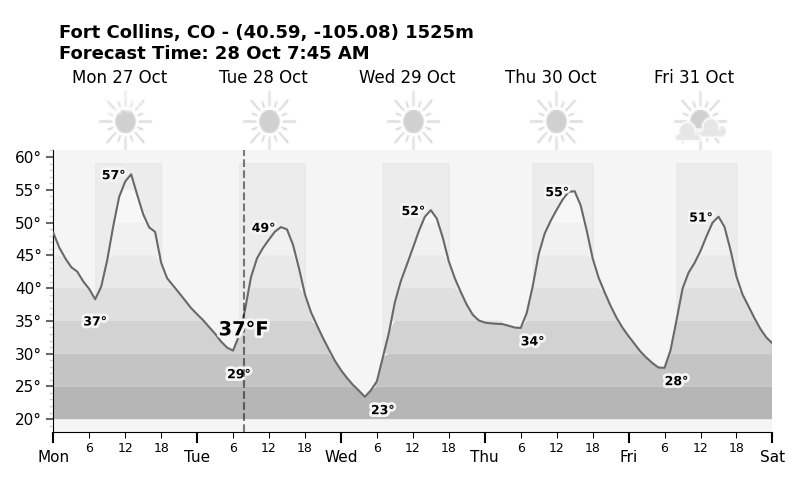 Fort Collins, CO - (40.59, -105.08) 1525m
Forecast Time: 28 Oct 7:45 AM
Mon 27 Oct Tue 28 Oct Wed 29 Oct Thu 30 Oct Fri 31 Oct
60°
55°
50°
45°
40°
35°
30°
25°
20°
57° 49° 52° 55° 51°
37° 37°F 29° 23° 34° 28°
6 12 18 6 12 18 6 12 18 6 12 18 6 12 18
Mon Tue Wed Thu Fri Sat